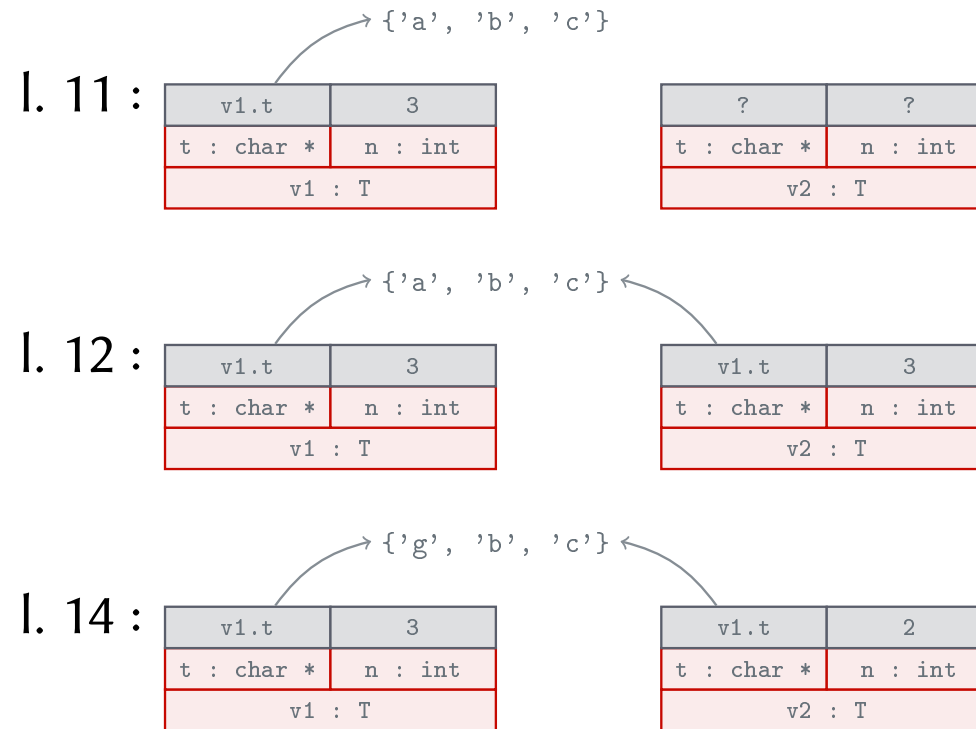 {'a', 'b', 'c'}
l. 11 : v1.t 3 ? ?
t : char * n : int t : char * n : int
v1 : T v2 : T
{'a', 'b', 'c'}
l. 12 : v1.t 3 v1.t 3
t : char * n : int t : char * n : int
v1 : T v2 : T
{'g', 'b', 'c'}
l. 14 : v1.t 3 v1.t 2
t : char * n : int t : char * n : int
v1 : T v2 : T